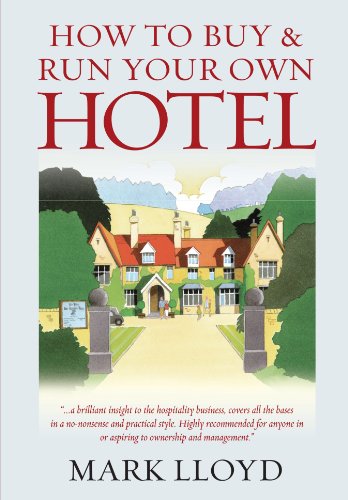 HOW TO BUY &
RUN YOUR OWN
HOTEL
"...a brilliant insight to the hospitality business, covers all the bases
in a no-nonsense and practical style. Highly recommended for anyone in
or aspiring to ownership and management."
MARK LLOYD